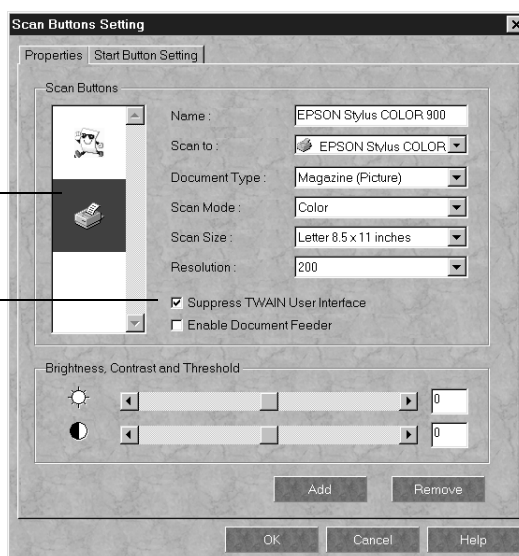 Scan Buttons Setting
Properties Start Button Setting
Scan Buttons
Name : EPSON Stylus COLOR 900
Scan to : EPSON Stylus COLOR
Document Type : Magazine (Picture)
Scan Mode : Color
Scan Size : Letter 8.5 x 11 inches
Resolution : 200
Suppress TWAIN User Interface
Enable Document Feeder
Brightness, Contrast and Threshold
0
0
Add Remove
OK Cancel Help